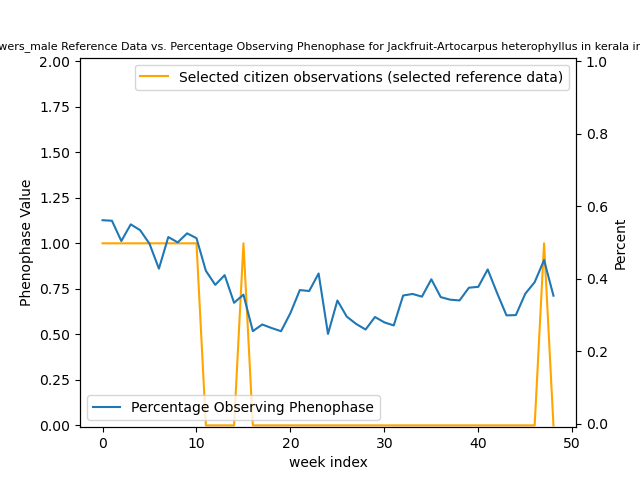 wers_male Reference Data vs. Percentage Observing Phenophase for Jackfruit-Artocarpus heterophyllus in kerala in
Selected citizen observations (selected reference data)
Percentage Observing Phenophase
Phenophase Value
2.00
1.75
1.50
1.25
1.00
0.75
0.50
0.25
0.00
1.0
0.8
0.6
0.4
0.2
0.0
Percent
0 10 20 30 40 50
week index